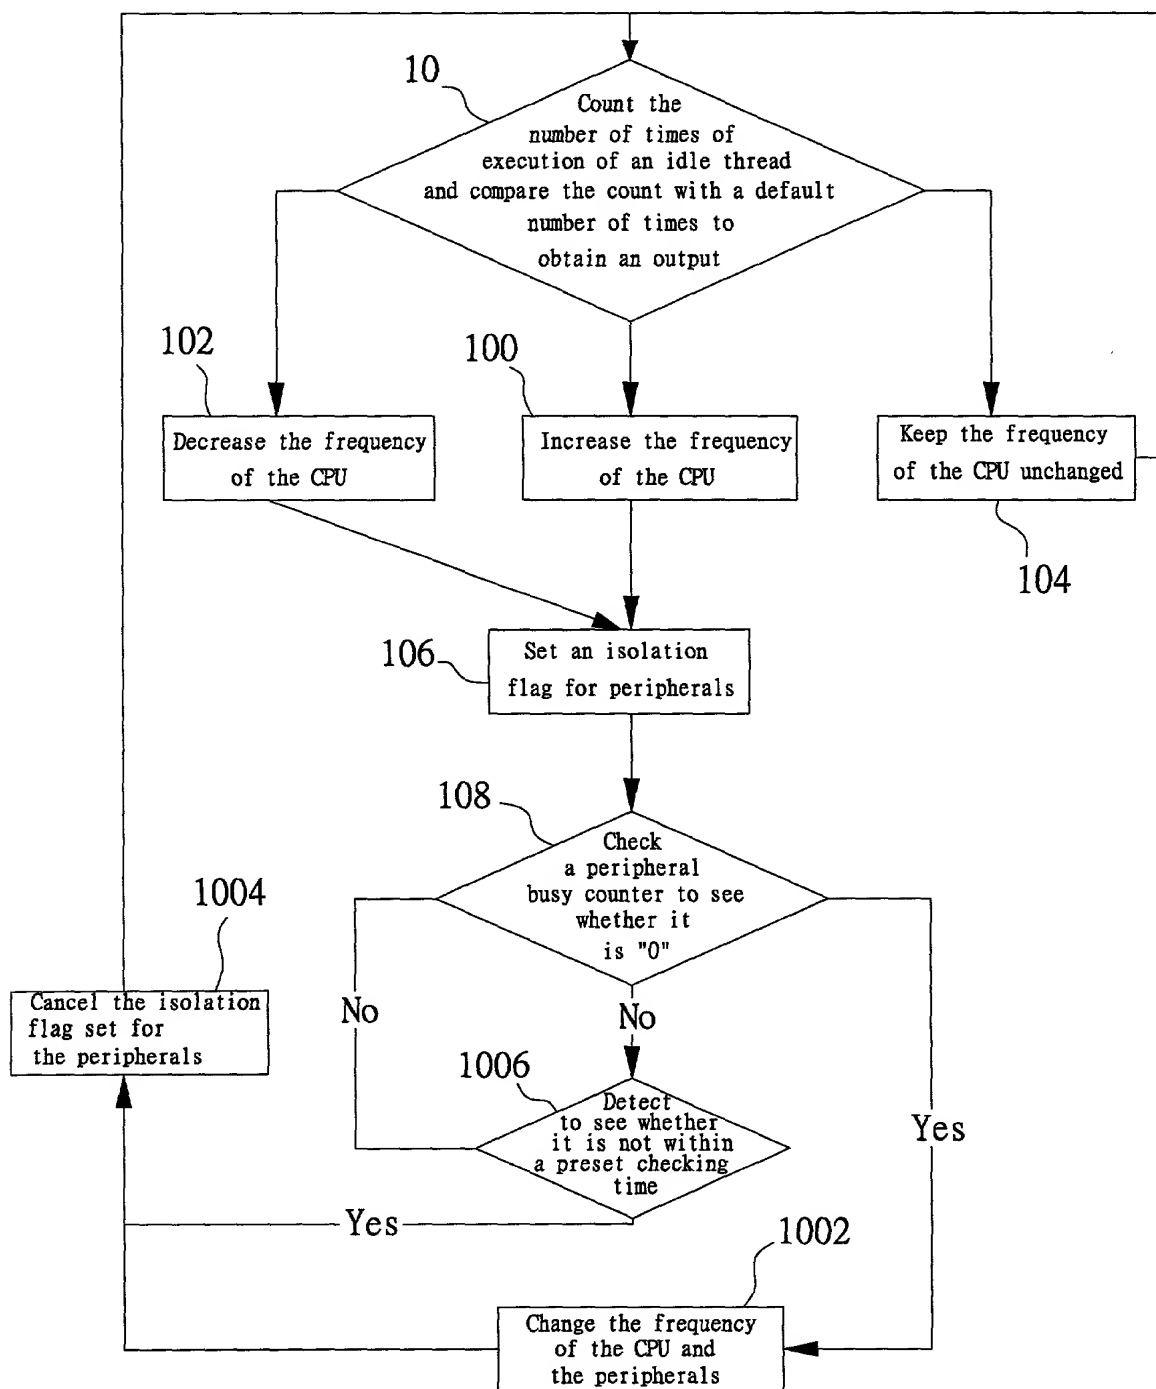 10
Count the
number of times of
execution of an idle thread
and compare the count with a default
number of times to
obtain an output
102
100
Decrease the frequency
of the CPU
Increase the frequency
of the CPU
Keep the frequency
of the CPU unchanged
104
106
Set an isolation
flag for peripherals
108
Check
a peripheral
busy counter to see
whether it
is "0"
1004
Cancel the isolation
flag set for
the peripherals
No
No
1006
Detect
to see whether
it is not within
a preset checking
time
Yes
Yes
1002
Change the frequency
of the CPU and
the peripherals